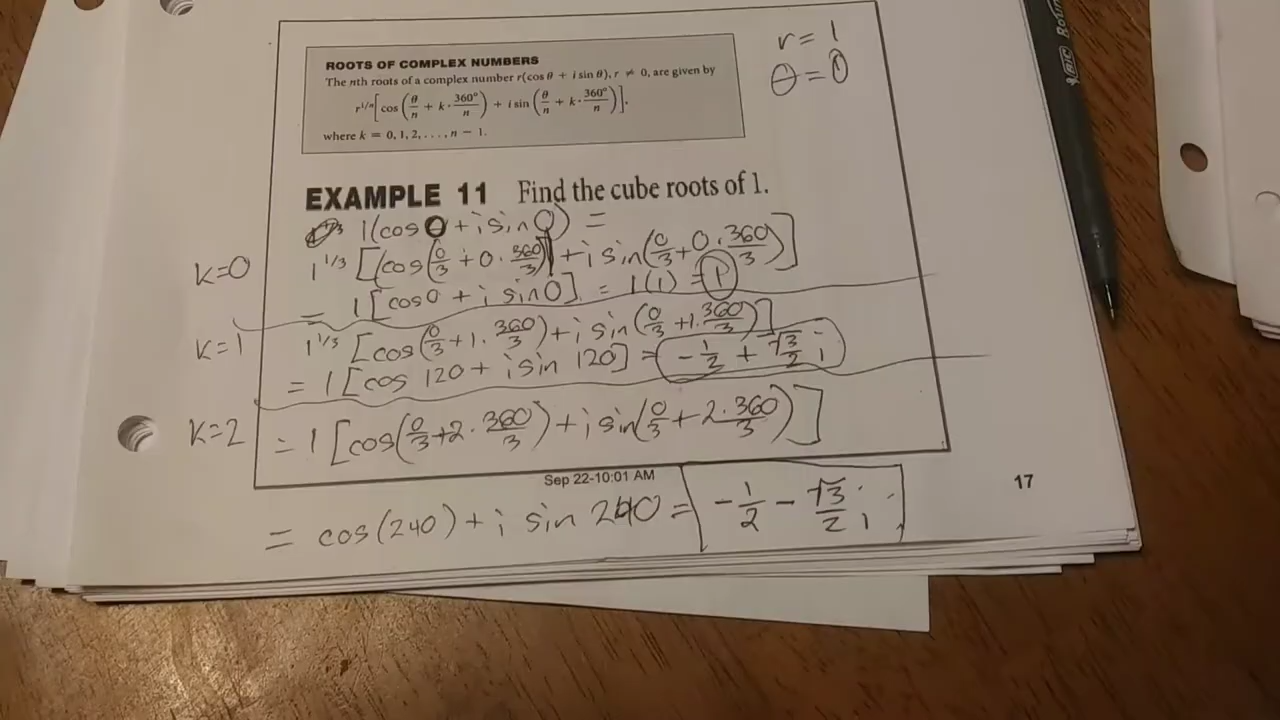 ROOTS OF COMPLEX NUMBERS
The nth roots of a complex number r(cos θ + i sin θ), r ≠ 0, are given by
r^{1/n}[cos(θ/n + k·360°/n) + i sin(θ/n + k·360°/n)],
where k = 0, 1, 2, . . . , n − 1.
r = 1
θ = 0
EXAMPLE 11 Find the cube roots of 1.
1(cos 0 + i sin 0) =
k=0 1^{1/3} [(cos(0/3 + 0·360/3) + i sin(0/3 + 0·360/3)]
= 1[cos 0 + i sin 0] = 1(1) = 1
k=1 1^{1/3} [cos(0/3 + 1·360/3) + i sin(0/3 + 1·360/3)]
= 1[cos 120 + i sin 120] = -1/2 + √3/2 i
k=2 = 1[cos(0/3 + 2·360/3) + i sin(0/3 + 2·360/3)]
Sep 22-10:01 AM
17
= cos(240) + i sin 240 = -1/2 - √3/2 i
BIC Roun